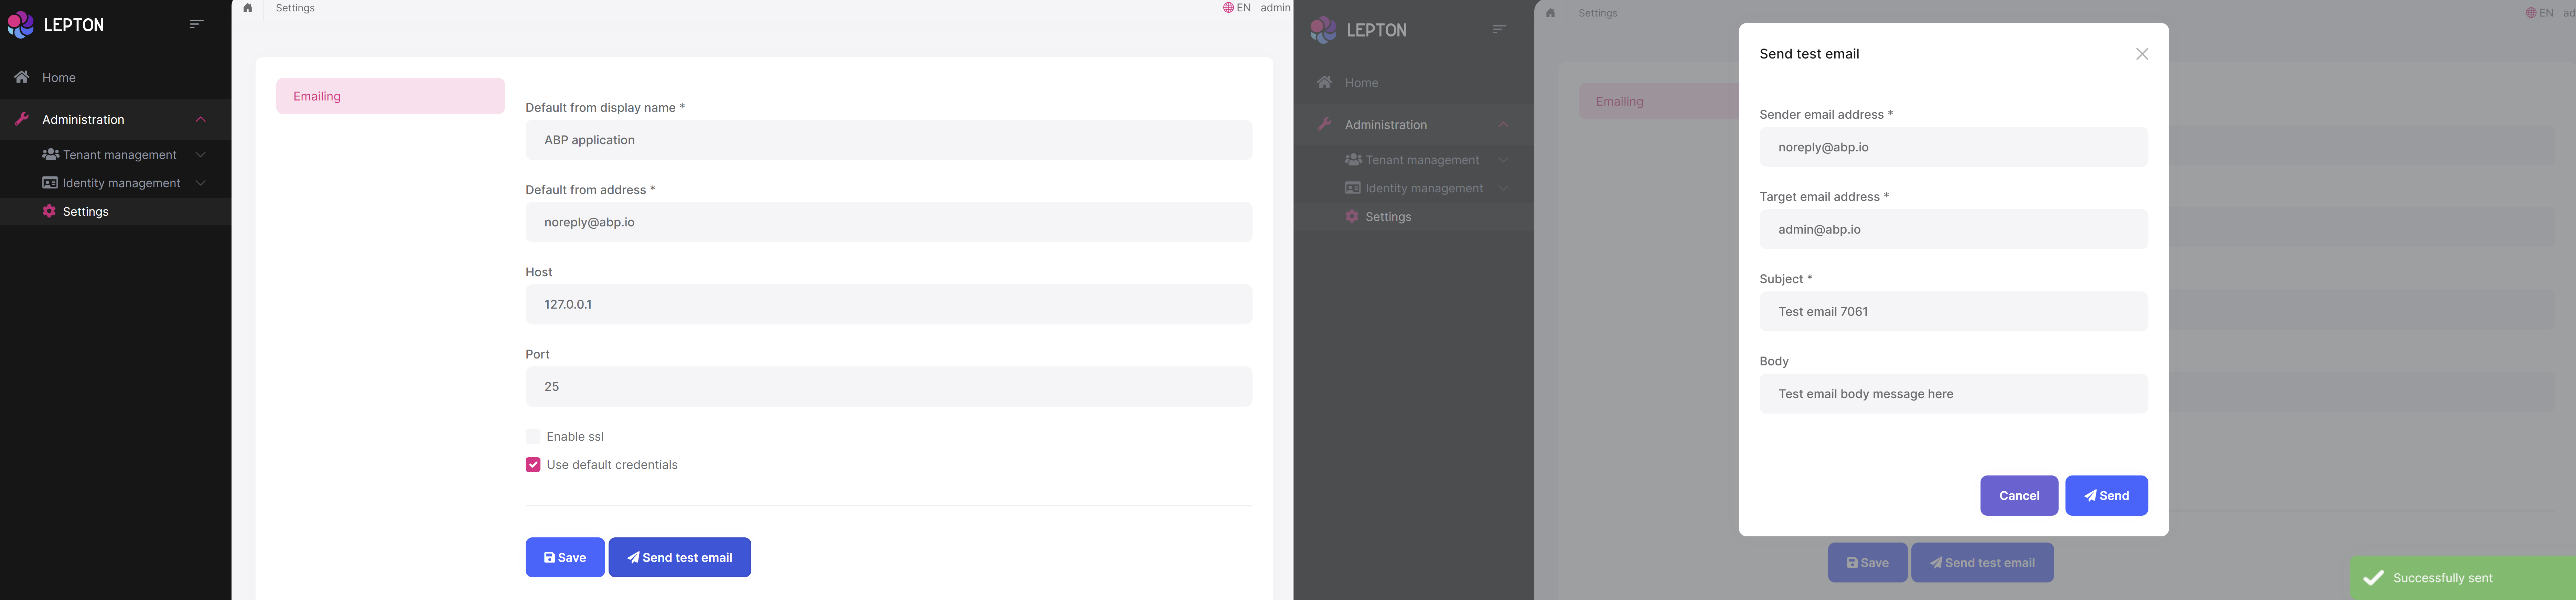 LEPTON
Home
Administration
Tenant management
Identity management
Settings
Settings
EN admin
Emailing
Default from display name *
ABP application
Default from address *
noreply@abp.io
Host
127.0.0.1
Port
25
Enable ssl
Use default credentials
Save
Send test email
LEPTON
Home
Administration
Tenant management
Identity management
Settings
Settings
EN ad
Emailing
Send test email
Sender email address *
noreply@abp.io
Target email address *
admin@abp.io
Subject *
Test email 7061
Body
Test email body message here
Cancel
Send
Save
Send test email
Successfully sent